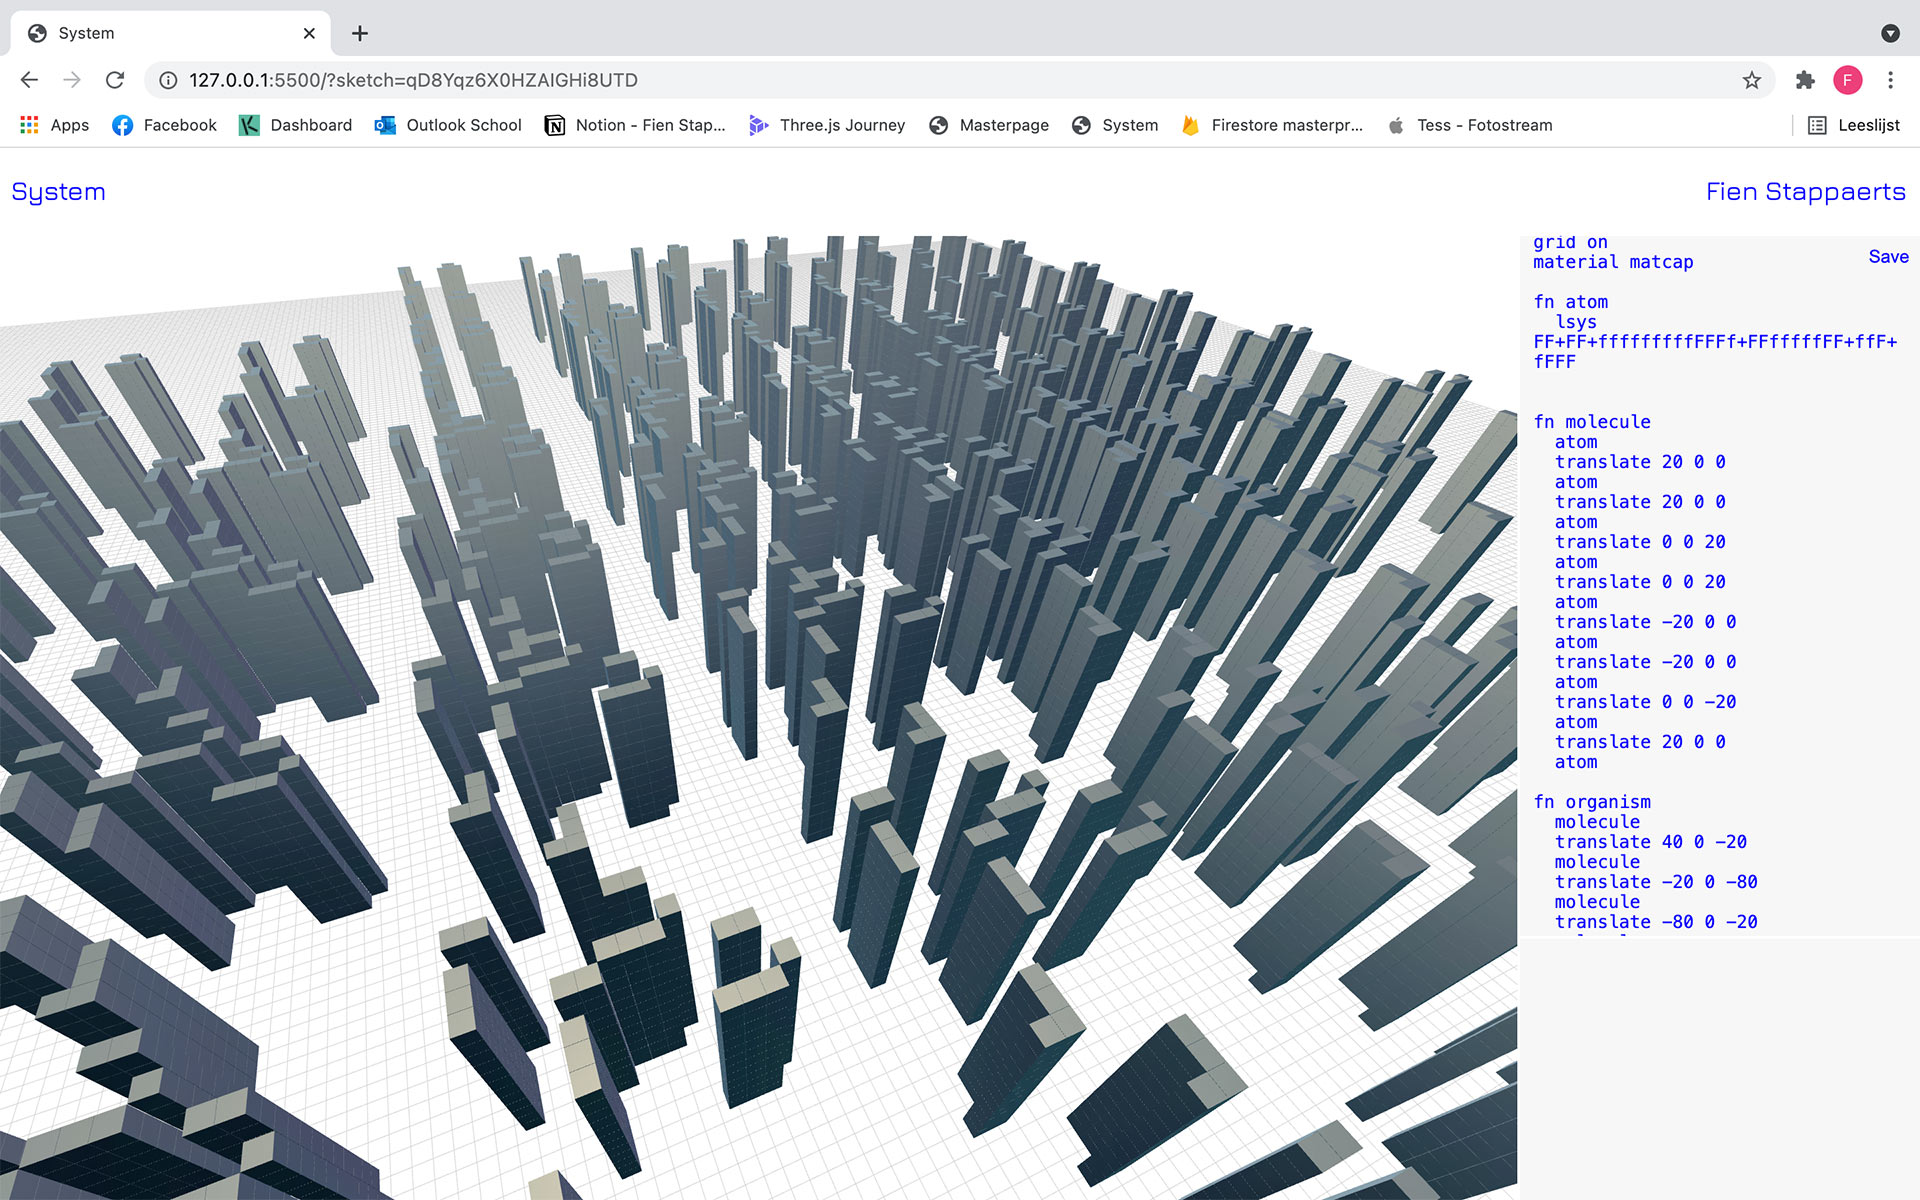 System
127.0.0.1:5500/?sketch=qD8Yqz6X0HZAIGHi8UTD
F
Apps Facebook Dashboard Outlook School Notion - Fien Stap... Three.js Journey Masterpage System Firestore masterpr... Tess - Fotostream Leeslijst
System
Fien Stappaerts
grid on
Save
material matcap
fn atom
lsys
FF+FF+fffffffffFFFf+FFfffffFF+ffF+
fFFF
fn molecule
atom
translate 20 0 0
atom
translate 20 0 0
atom
translate 0 0 20
atom
translate 0 0 20
atom
translate -20 0 0
atom
translate -20 0 0
atom
translate 0 0 -20
atom
translate 20 0 0
atom
fn organism
molecule
translate 40 0 -20
molecule
translate -20 0 -80
molecule
translate -80 0 -20